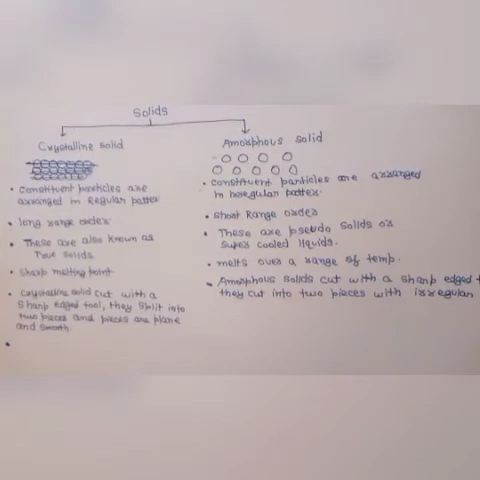 Solids
Crystalline solid
Amorphous solid
• Constituent particles are
arranged in Regular patter
• long range order
• These are also known as
True solids.
• Sharp melting point
• Crystalline solid cut with a
sharp edged tool, they split into
two pieces and pieces are plane
and smooth.
• Constituent particles are arranged
in Irregular patter.
• Short Range order
• These are pseudo solids or
super cooled liquids.
• melts over a range of temp.
• Amorphous solids cut with a sharp edged t
they cut into two pieces with irregular